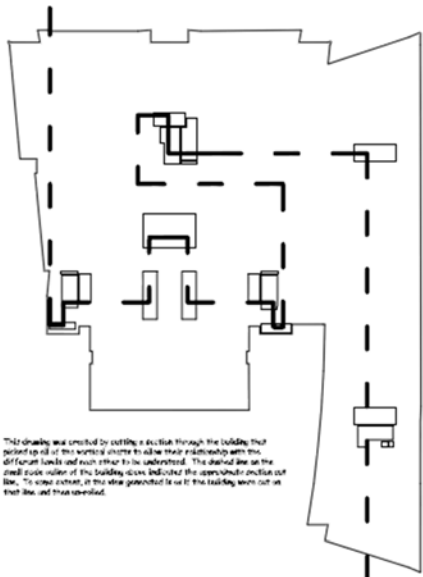 This drawing was created by cutting a section through the building that
picked up all of the vertical shafts to allow their relationship with the
different levels and each other to be understood. The dashed line on the
small scale outline of the building above indicates the approximate section cut
line. To some extent, it the view generated is as if the building were cut on
that line and then un-rolled.